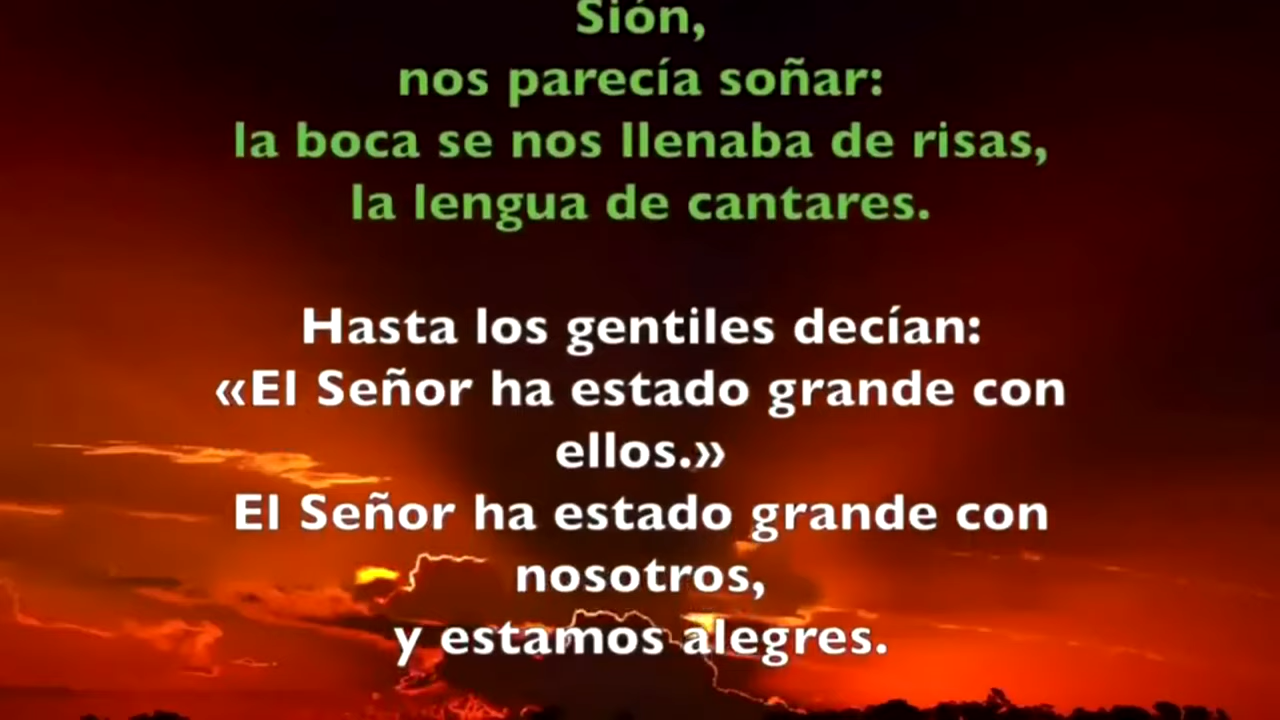 Sión,
nos parecía soñar:
la boca se nos llenaba de risas,
la lengua de cantares.
Hasta los gentiles decían:
«El Señor ha estado grande con
ellos.»
El Señor ha estado grande con
nosotros,
y estamos alegres.